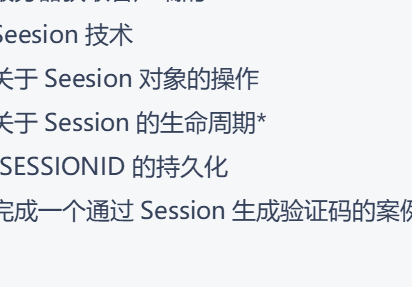 Seesion 技术
关于 Seesion 对象的操作
关于 Session 的生命周期*
SESSIONID 的持久化
完成一个通过 Session 生成验证码的案例